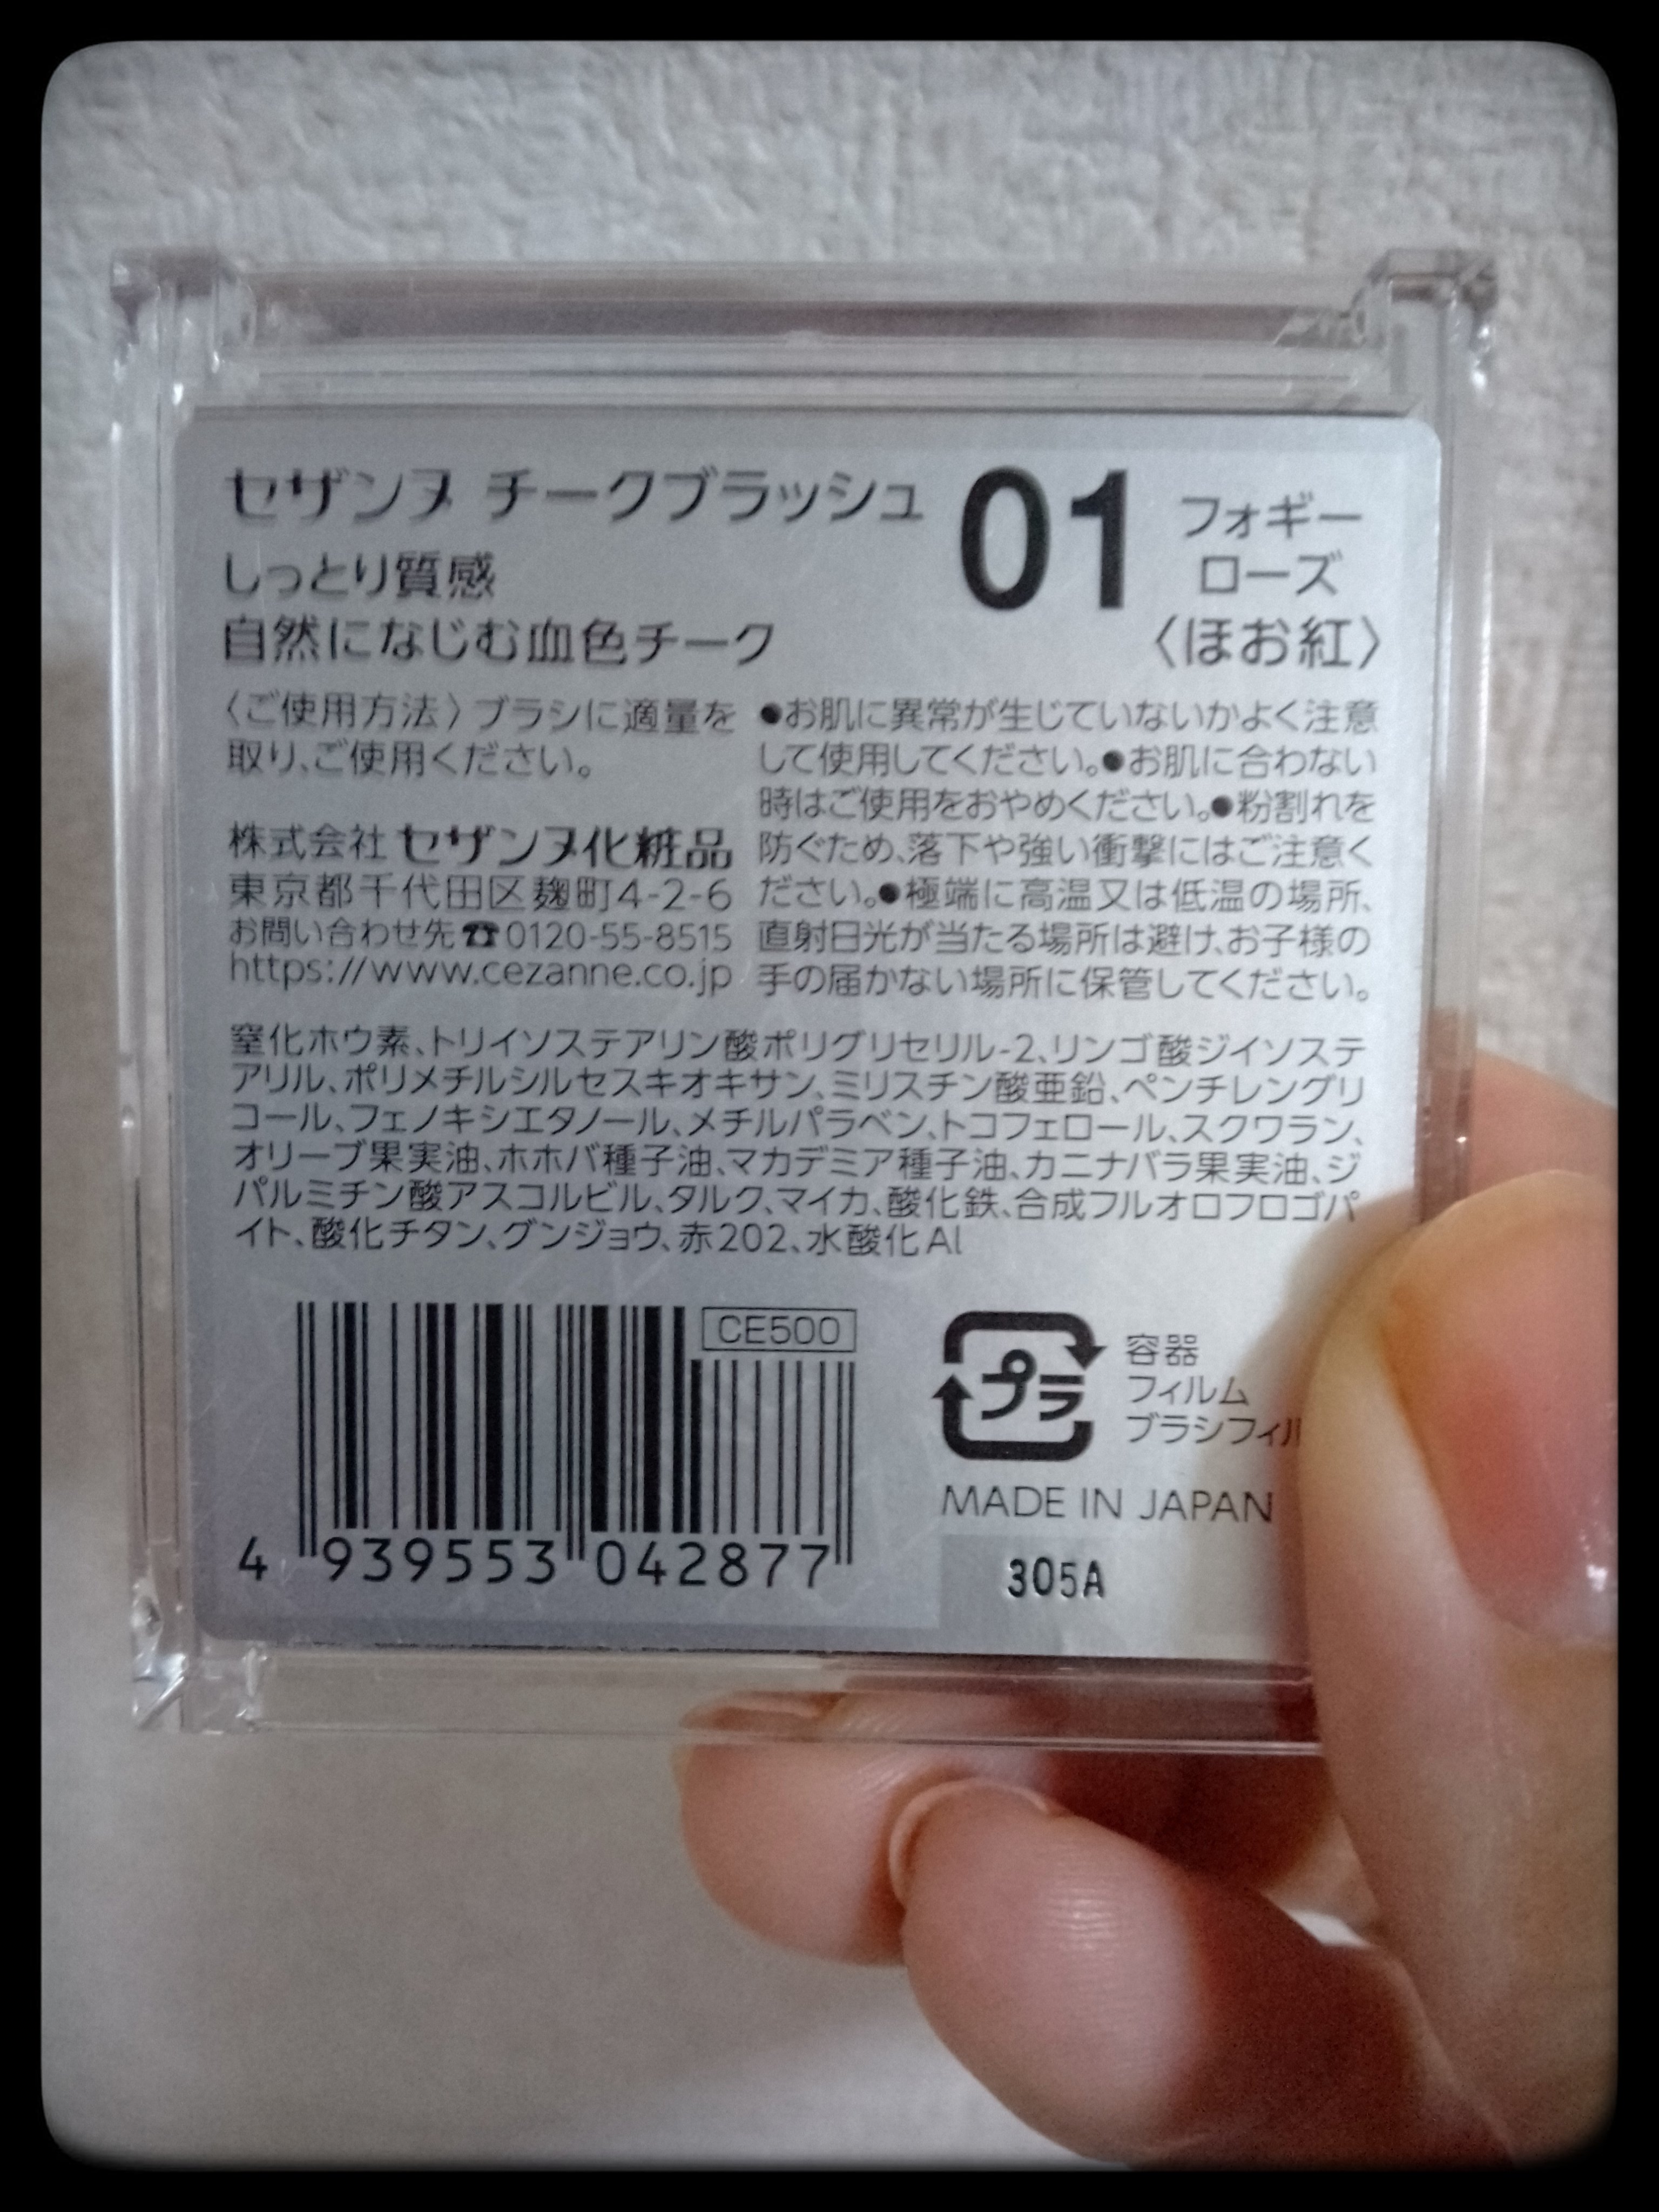 セザンヌ チークブラッシュ
しっとり質感
自然になじむ血色チーク
01
フォギー
ローズ
〈ほお紅〉
〈ご使用方法〉ブラシに適量を
取り、ご使用ください。
株式会社 セザンヌ化粧品
東京都千代田区麹町4-2-6
お問い合わせ先☎0120-55-8515
https://www.cezanne.co.jp
●お肌に異常が生じていないかよく注意
して使用してください。●お肌に合わない
時はご使用をおやめください。●粉割れを
防ぐため、落下や強い衝撃にはご注意く
ださい。●極端に高温又は低温の場所、
直射日光が当たる場所は避け、お子様の
手の届かない場所に保管してください。
窒化ホウ素、トリイソステアリン酸ポリグリセリル-2、リンゴ酸ジイソステ
アリル、ポリメチルシルセスキオキサン、ミリスチン酸亜鉛、ペンチレングリ
コール、フェノキシエタノール、メチルパラベン、トコフェロール、スクワラン、
オリーブ果実油、ホホバ種子油、マカデミア種子油、カニナバラ果実油、ジ
パルミチン酸アスコルビル、タルク、マイカ、酸化鉄、合成フルオロフロゴパ
イト、酸化チタン、グンジョウ、赤202、水酸化Al
CE500
4 939553 042877
プラ
容器
フィルム
ブラシフィル
MADE IN JAPAN
305A